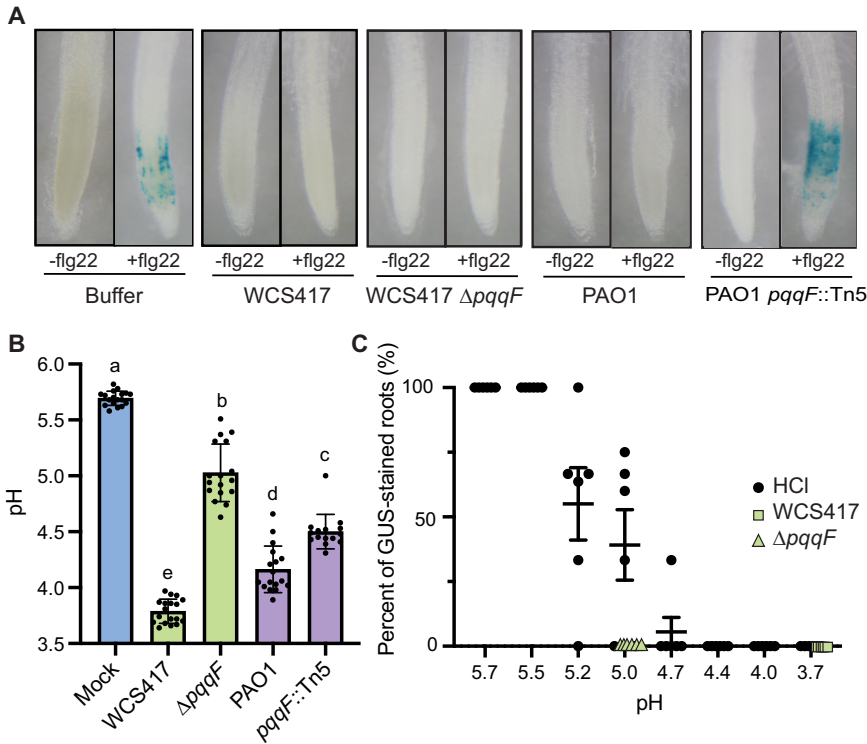 A
-flg22 +flg22 -flg22 +flg22 -flg22 +flg22 -flg22 +flg22 -flg22 +flg22
Buffer WCS417 WCS417 ΔpqqF PAO1 PAO1 pqqF::Tn5
B
pH
6.0
5.5
5.0
4.5
4.0
3.5
a
e
b
d
c
Mock
WCS417
ΔpqqF
PAO1
pqqF::Tn5
C
Percent of GUS-stained roots (%)
100
50
0
HCl
WCS417
ΔpqqF
5.7 5.5 5.2 5.0 4.7 4.4 4.0 3.7
pH